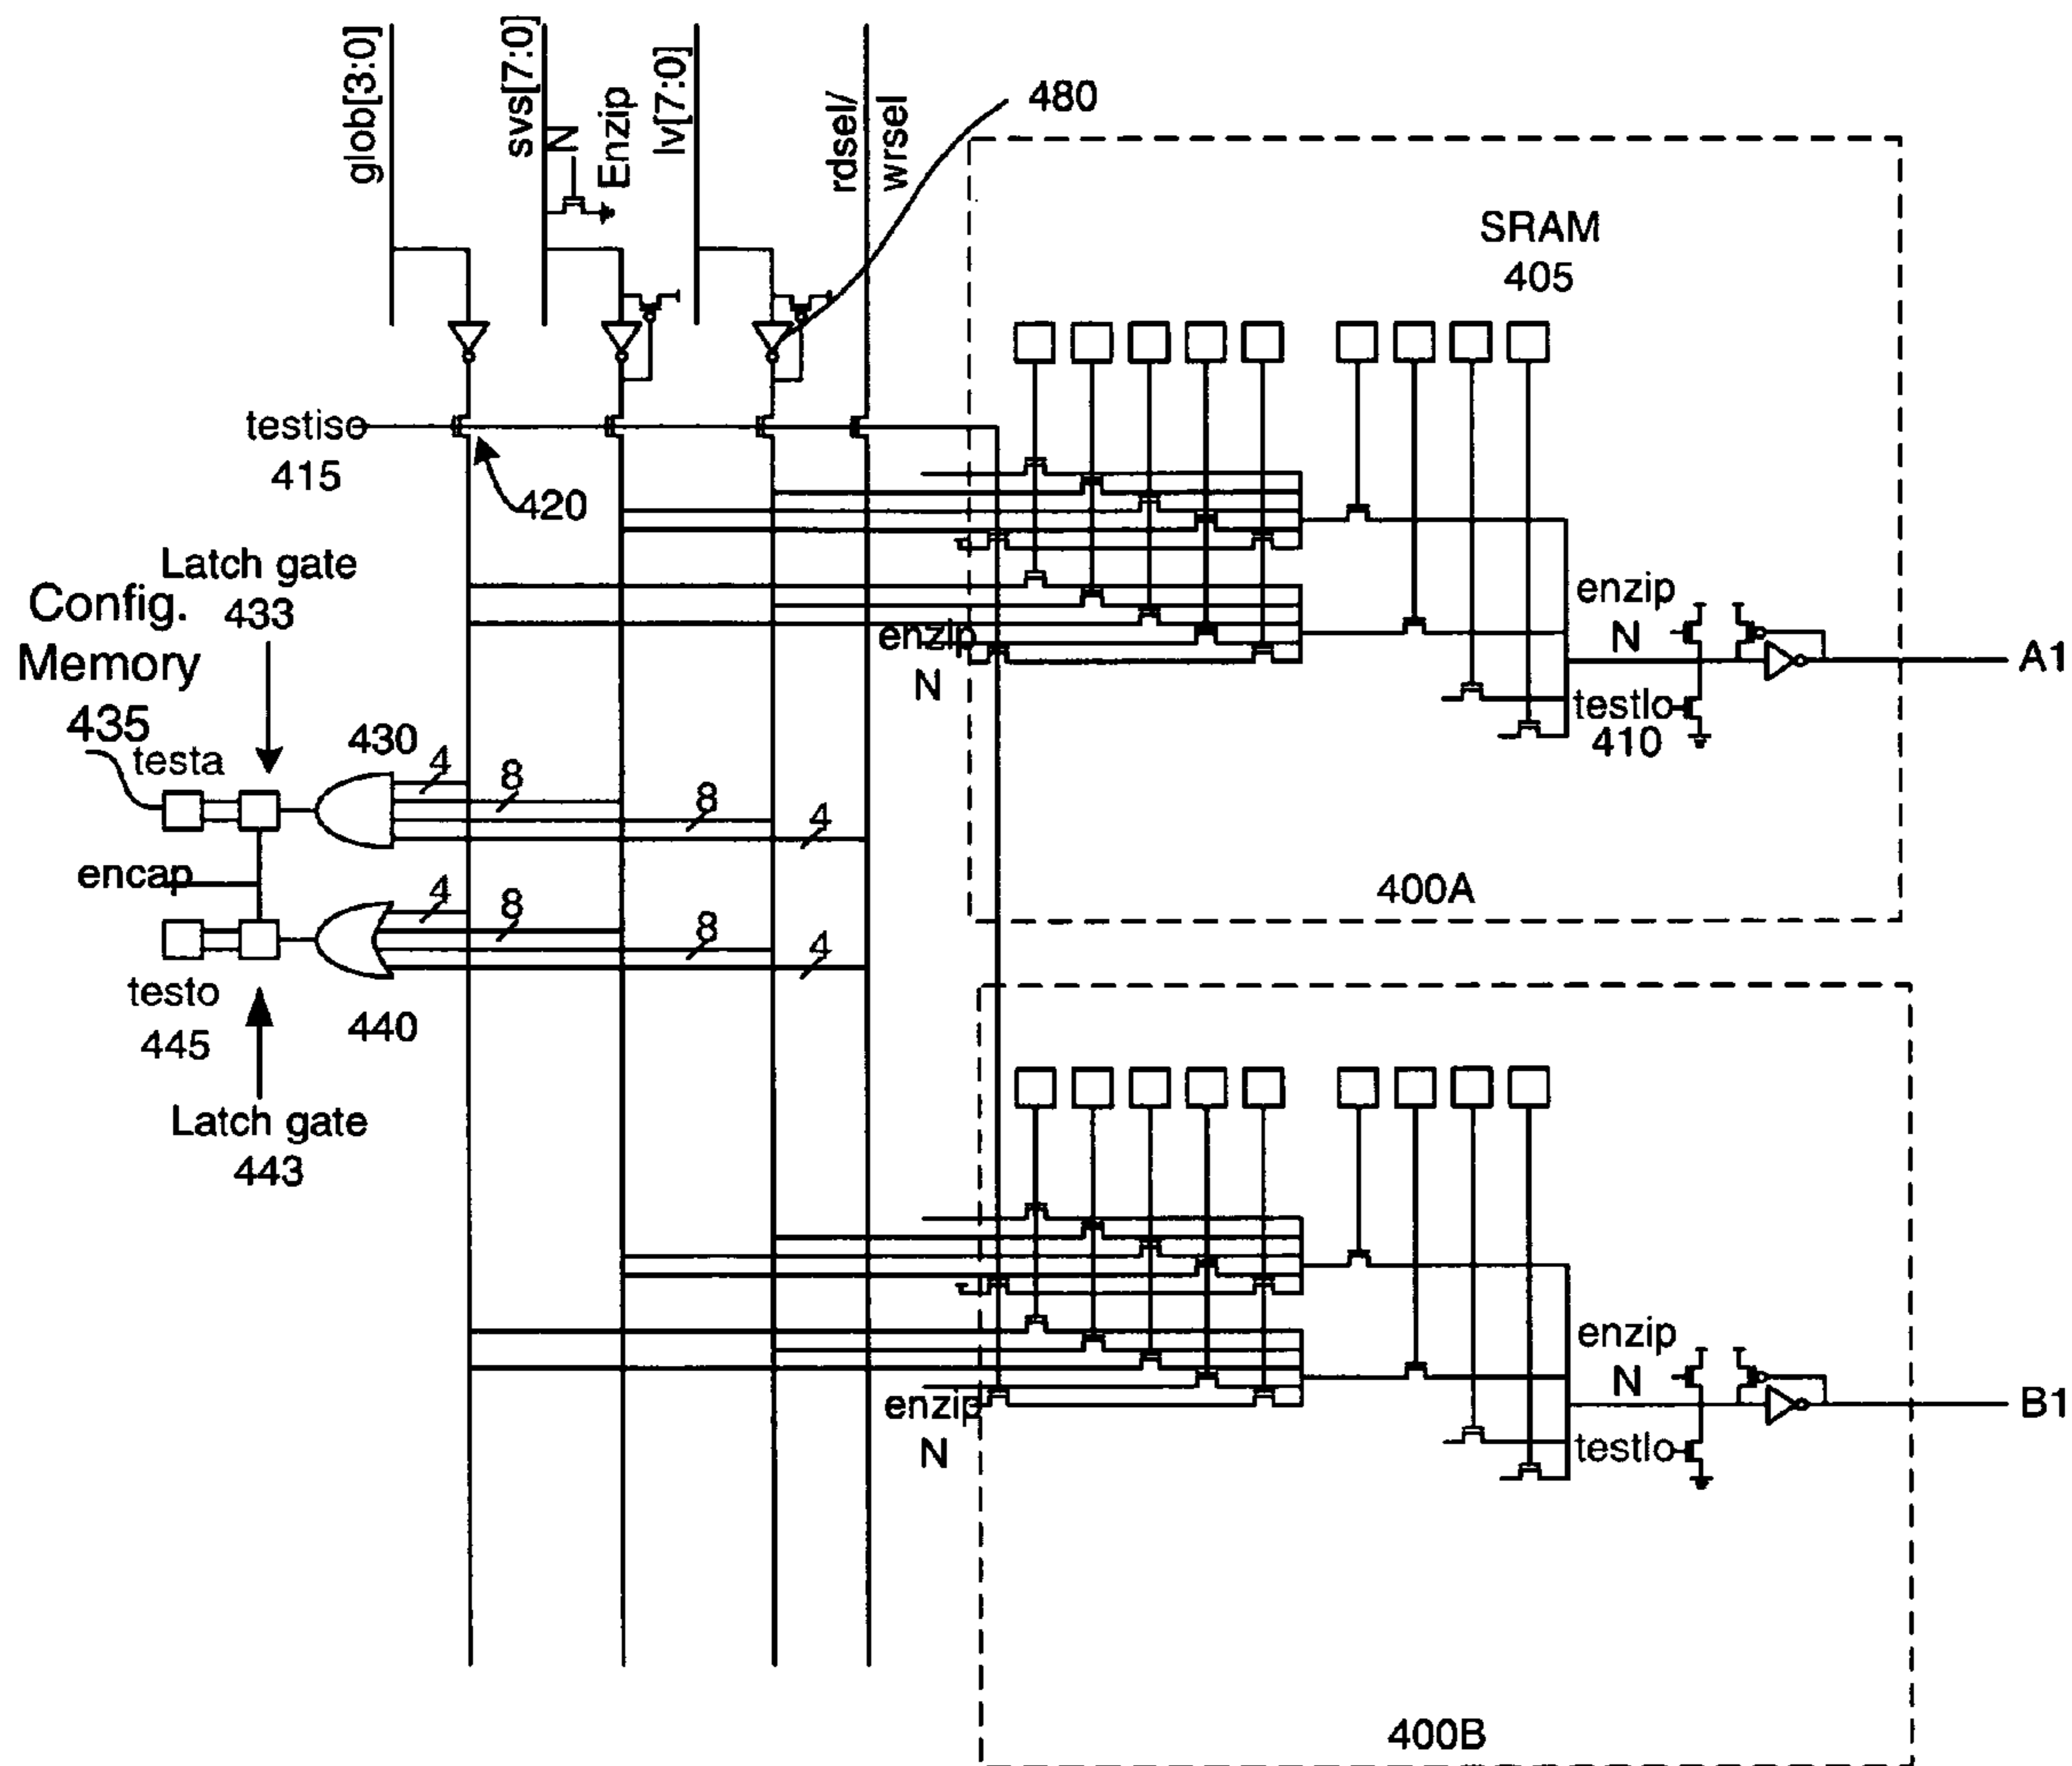 glob[3:0]
svs[7:0]
N
Enzip
lv[7:0]
rdsel/
wrsel
480
SRAM
405
testiso
415
420
Latch gate
433
Config.
Memory
435
testa
430
4
8
8
4
encap
4
8
8
4
testo
445
440
Latch gate
443
enzip
N
enzip
N
testlo
410
A1
400A
enzip
N
enzip
N
testlo
B1
400B